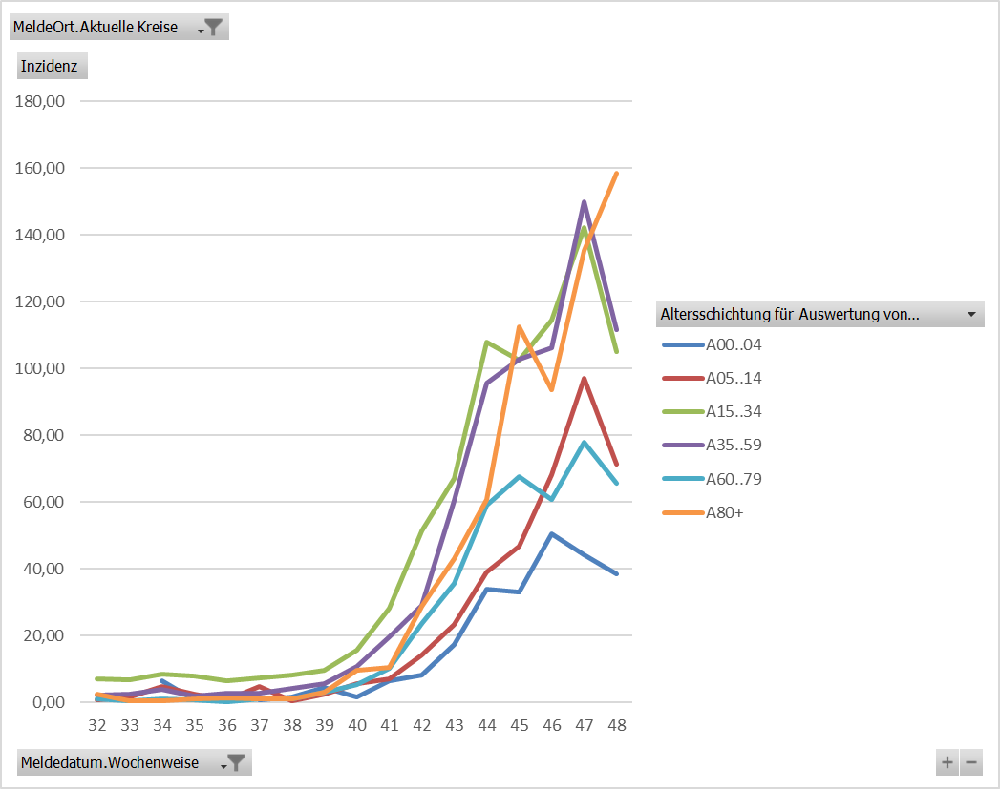 MeldeOrt.Aktuelle Kreise
Inzidenz
180,00
160,00
140,00
120,00
100,00
80,00
60,00
40,00
20,00
0,00
32 33 34 35 36 37 38 39 40 41 42 43 44 45 46 47 48
Altersschichtung für Auswertung von...
A00..04
A05..14
A15..34
A35..59
A60..79
A80+
Meldedatum.Wochenweise
+ −